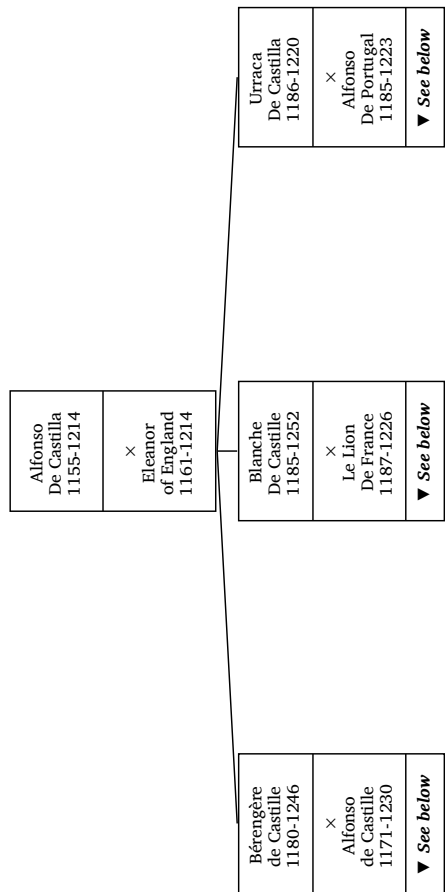 Alfonso
De Castilla
1155-1214
×
Eleanor
of England
1161-1214
Bérengère
de Castille
1180-1246
×
Alfonso
de Castille
1171-1230
▼ See below
Blanche
De Castille
1185-1252
×
Le Lion
De France
1187-1226
▼ See below
Urraca
De Castilla
1186-1220
×
Alfonso
De Portugal
1185-1223
▼ See below